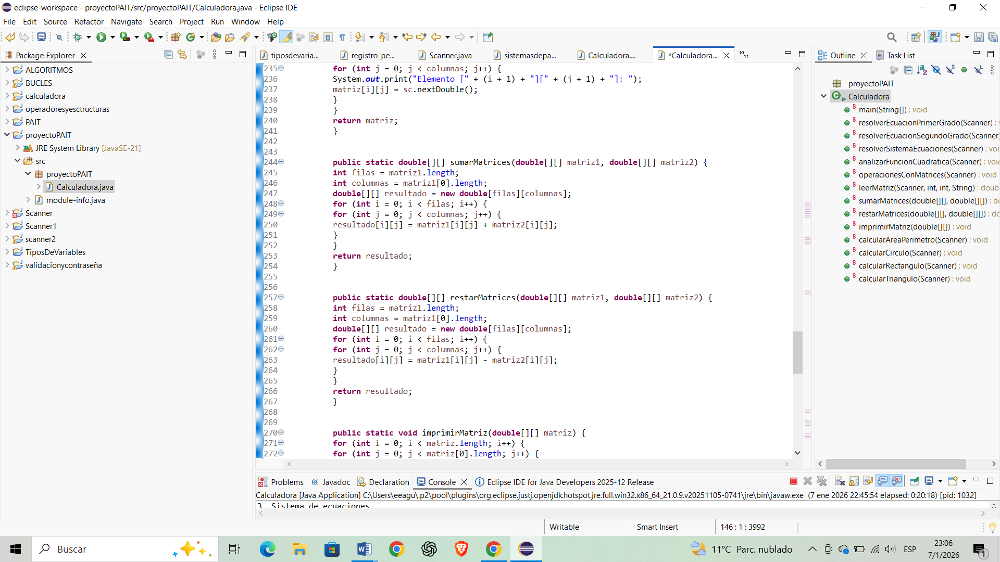 eclipse-workspace - proyectoPAIT/src/proyectoPAIT/Calculadora.java - Eclipse IDE
File Edit Source Refactor Navigate Search Project Run Window Help
Package Explorer
ALGORITMOS
BUCLES
calculadora
operadoresyesctructuras
PAIT
proyectoPAIT
JRE System Library [JavaSE-21]
src
proyectoPAIT
Calculadora.java
module-info.java
Scanner
Scanner1
scanner2
TiposDeVariables
validacionycontraseña
tiposdevaria... registro_pe... Scanner.java sistemasdepa... Calculadora.... *Calculadora... »11
235 for (int j = 0; j < columnas; j++) {
236 System.out.print("Elemento [" + (i + 1) + "][" + (j + 1) + "]: ");
237 matriz[i][j] = sc.nextDouble();
238 }
239 }
240 return matriz;
241 }
242
243
244 public static double[][] sumarMatrices(double[][] matriz1, double[][] matriz2) {
245 int filas = matriz1.length;
246 int columnas = matriz1[0].length;
247 double[][] resultado = new double[filas][columnas];
248 for (int i = 0; i < filas; i++) {
249 for (int j = 0; j < columnas; j++) {
250 resultado[i][j] = matriz1[i][j] + matriz2[i][j];
251 }
252 }
253 return resultado;
254 }
255
256
257 public static double[][] restarMatrices(double[][] matriz1, double[][] matriz2) {
258 int filas = matriz1.length;
259 int columnas = matriz1[0].length;
260 double[][] resultado = new double[filas][columnas];
261 for (int i = 0; i < filas; i++) {
262 for (int j = 0; j < columnas; j++) {
263 resultado[i][j] = matriz1[i][j] - matriz2[i][j];
264 }
265 }
266 return resultado;
267 }
268
269
270 public static void imprimirMatriz(double[][] matriz) {
271 for (int i = 0; i < matriz.length; i++) {
272 for (int j = 0; j < matriz[0].length; j++) {
Outline Task List
proyectoPAIT
Calculadora
main(String[]) : void
resolverEcuacionPrimerGrado(Scanner) : v
resolverEcuacionSegundoGrado(Scanner)
resolverSistemaEcuaciones(Scanner) : voi
analizarFuncionCuadratica(Scanner) : voic
operacionesConMatrices(Scanner) : void
leerMatriz(Scanner, int, int, String) : doub
sumarMatrices(double[][], double[][]) : dc
restarMatrices(double[][], double[][]) : dc
imprimirMatriz(double[][]) : void
calcularAreaPerimetro(Scanner) : void
calcularCirculo(Scanner) : void
calcularRectangulo(Scanner) : void
calcularTriangulo(Scanner) : void
Problems Javadoc Declaration Console Eclipse IDE for Java Developers 2025-12 Release
Calculadora [Java Application] C:\Users\eeagu\.p2\pool\plugins\org.eclipse.justj.openjdk.hotspot.jre.full.win32.x86_64_21.0.9.v20251105-0741\jre\bin\javaw.exe (7 ene 2026 22:45:54 elapsed: 0:20:18) [pid: 1032]
3. Sistema de ecuaciones
Writable Smart Insert 146 : 1 : 3992
Buscar 11°C Parc. nublado ESP 23:06
7/1/2026
1